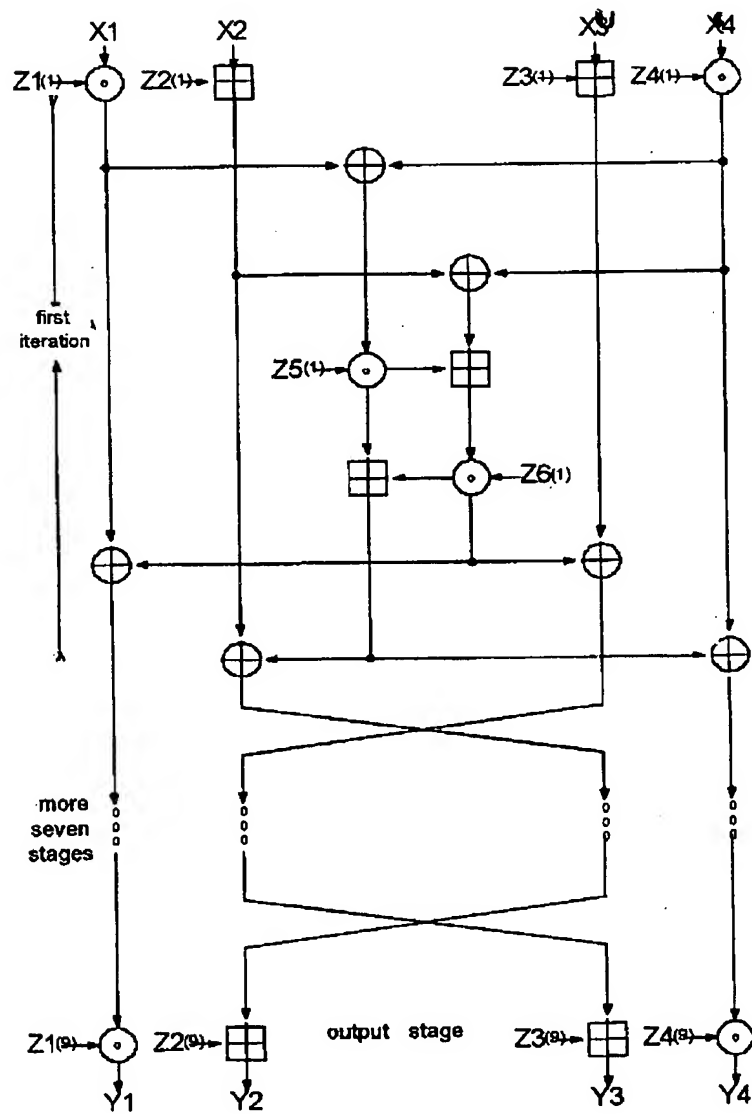 X1 X2 X3 X4
Z1(1) Z2(1) Z3(1) Z4(1)
first
iteration
Z5(1)
Z6(1)
more
seven
stages
output stage
Z1(9) Z2(9) Z3(9) Z4(9)
Y1 Y2 Y3 Y4